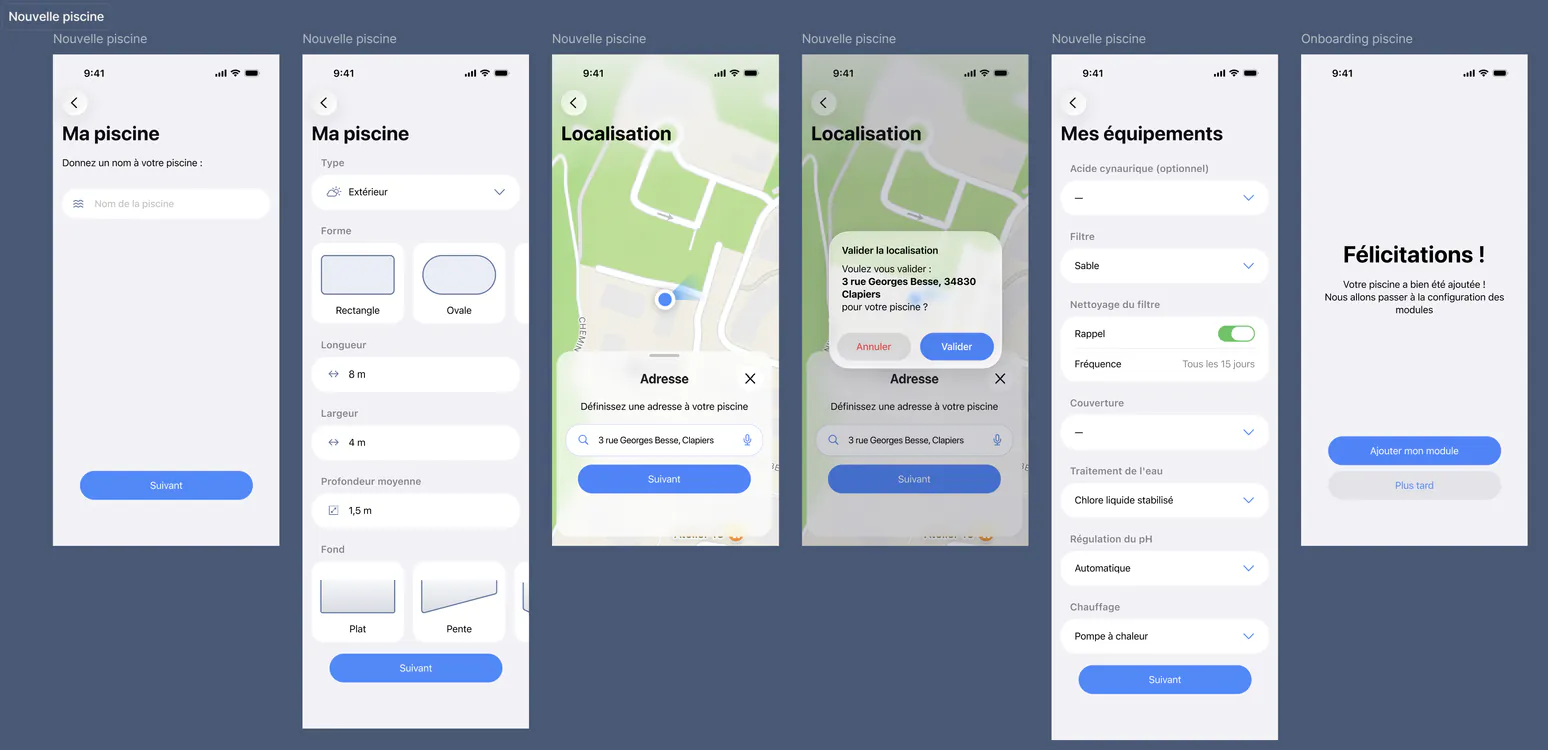 Nouvelle piscine
Nouvelle piscine
9:41
Ma piscine
Donnez un nom à votre piscine :
Nom de la piscine
Suivant
Nouvelle piscine
9:41
Ma piscine
Type
Extérieur
Forme
Rectangle
Ovale
Longueur
8 m
Largeur
4 m
Profondeur moyenne
1,5 m
Fond
Plat
Pente
Suivant
Nouvelle piscine
9:41
Localisation
CHEMIN
Adresse
Définissez une adresse à votre piscine
3 rue Georges Besse, Clapiers
Suivant
Nouvelle piscine
9:41
Localisation
Valider la localisation
Voulez vous valider :
3 rue Georges Besse, 34830
Clapiers
pour votre piscine ?
Annuler
Valider
Adresse
Définissez une adresse à votre piscine
3 rue Georges Besse, Clapiers
Suivant
Nouvelle piscine
9:41
Mes équipements
Acide cynaurique (optionnel)
—
Filtre
Sable
Nettoyage du filtre
Rappel
Fréquence
Tous les 15 jours
Couverture
—
Traitement de l'eau
Chlore liquide stabilisé
Régulation du pH
Automatique
Chauffage
Pompe à chaleur
Suivant
Onboarding piscine
9:41
Félicitations !
Votre piscine a bien été ajoutée !
Nous allons passer à la configuration des
modules
Ajouter mon module
Plus tard